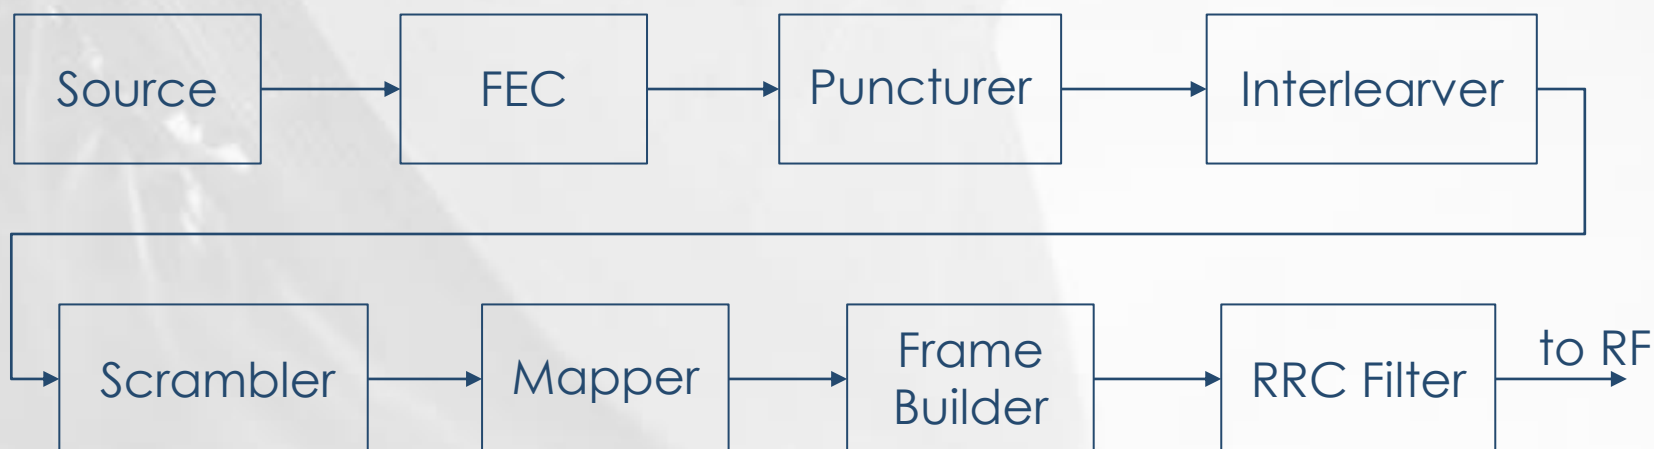 Source
FEC
Puncturer
Interlearver
Scrambler
Mapper
Frame
Builder
RRC Filter
to RF